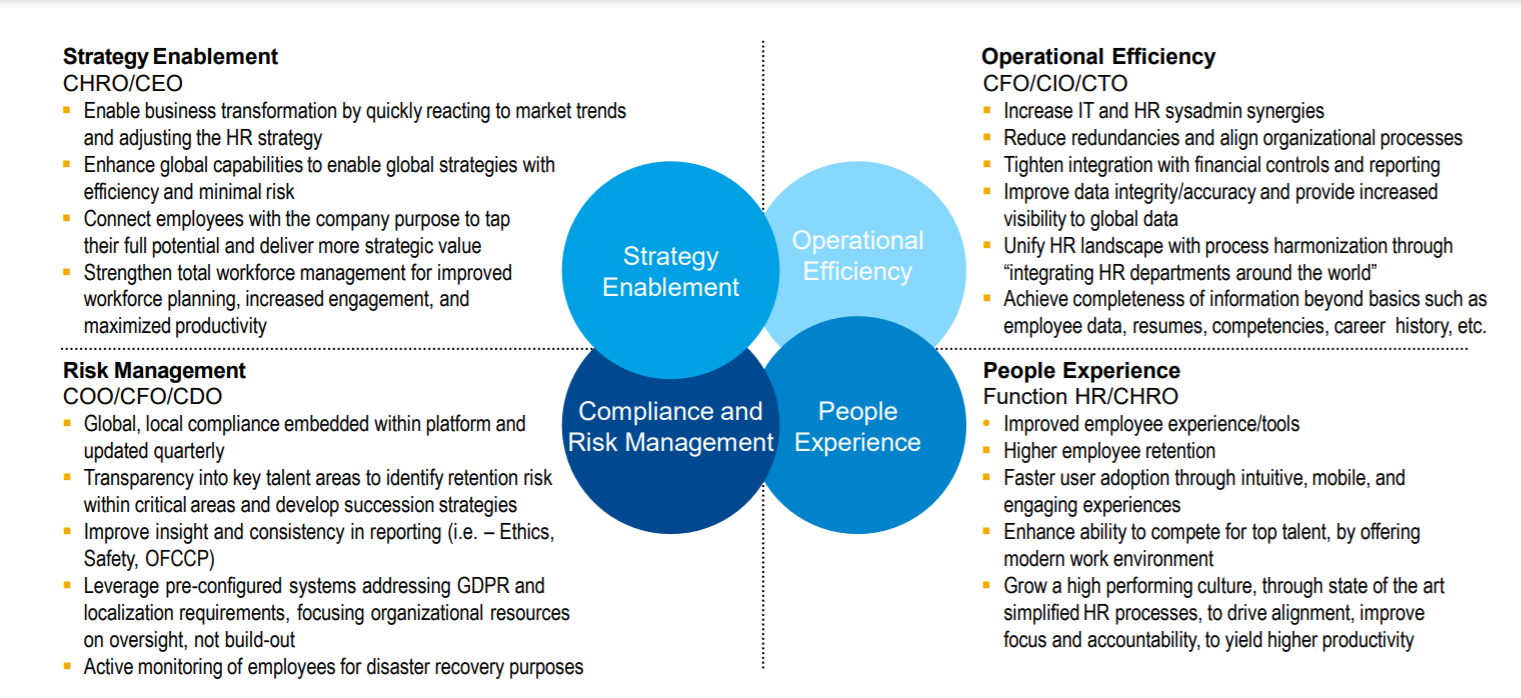 Strategy Enablement
CHRO/CEO
Enable business transformation by quickly reacting to market trends
and adjusting the HR strategy
Enhance global capabilities to enable global strategies with
efficiency and minimal risk
Connect employees with the company purpose to tap
their full potential and deliver more strategic value
Strengthen total workforce management for improved
workforce planning, increased engagement, and
maximized productivity
Operational Efficiency
CFO/CIO/CTO
Increase IT and HR sysadmin synergies
Reduce redundancies and align organizational processes
Tighten integration with financial controls and reporting
Improve data integrity/accuracy and provide increased
visibility to global data
Unify HR landscape with process harmonization through
“integrating HR departments around the world”
Achieve completeness of information beyond basics such as
employee data, resumes, competencies, career history, etc.
Strategy
Enablement
Operational
Efficiency
Compliance and
Risk Management
People
Experience
Risk Management
COO/CFO/CDO
Global, local compliance embedded within platform and
updated quarterly
Transparency into key talent areas to identify retention risk
within critical areas and develop succession strategies
Improve insight and consistency in reporting (i.e. – Ethics,
Safety, OFCCP)
Leverage pre-configured systems addressing GDPR and
localization requirements, focusing organizational resources
on oversight, not build-out
Active monitoring of employees for disaster recovery purposes
People Experience
Function HR/CHRO
Improved employee experience/tools
Higher employee retention
Faster user adoption through intuitive, mobile, and
engaging experiences
Enhance ability to compete for top talent, by offering
modern work environment
Grow a high performing culture, through state of the art
simplified HR processes, to drive alignment, improve
focus and accountability, to yield higher productivity